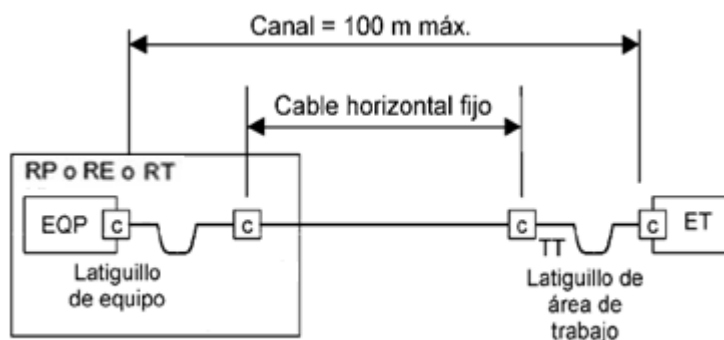 Canal = 100 m máx.
Cable horizontal fijo
RP o RE o RT
EQP
C
C
C
TT
C
ET
Latiguillo
de equipo
Latiguillo de
área de
trabajo